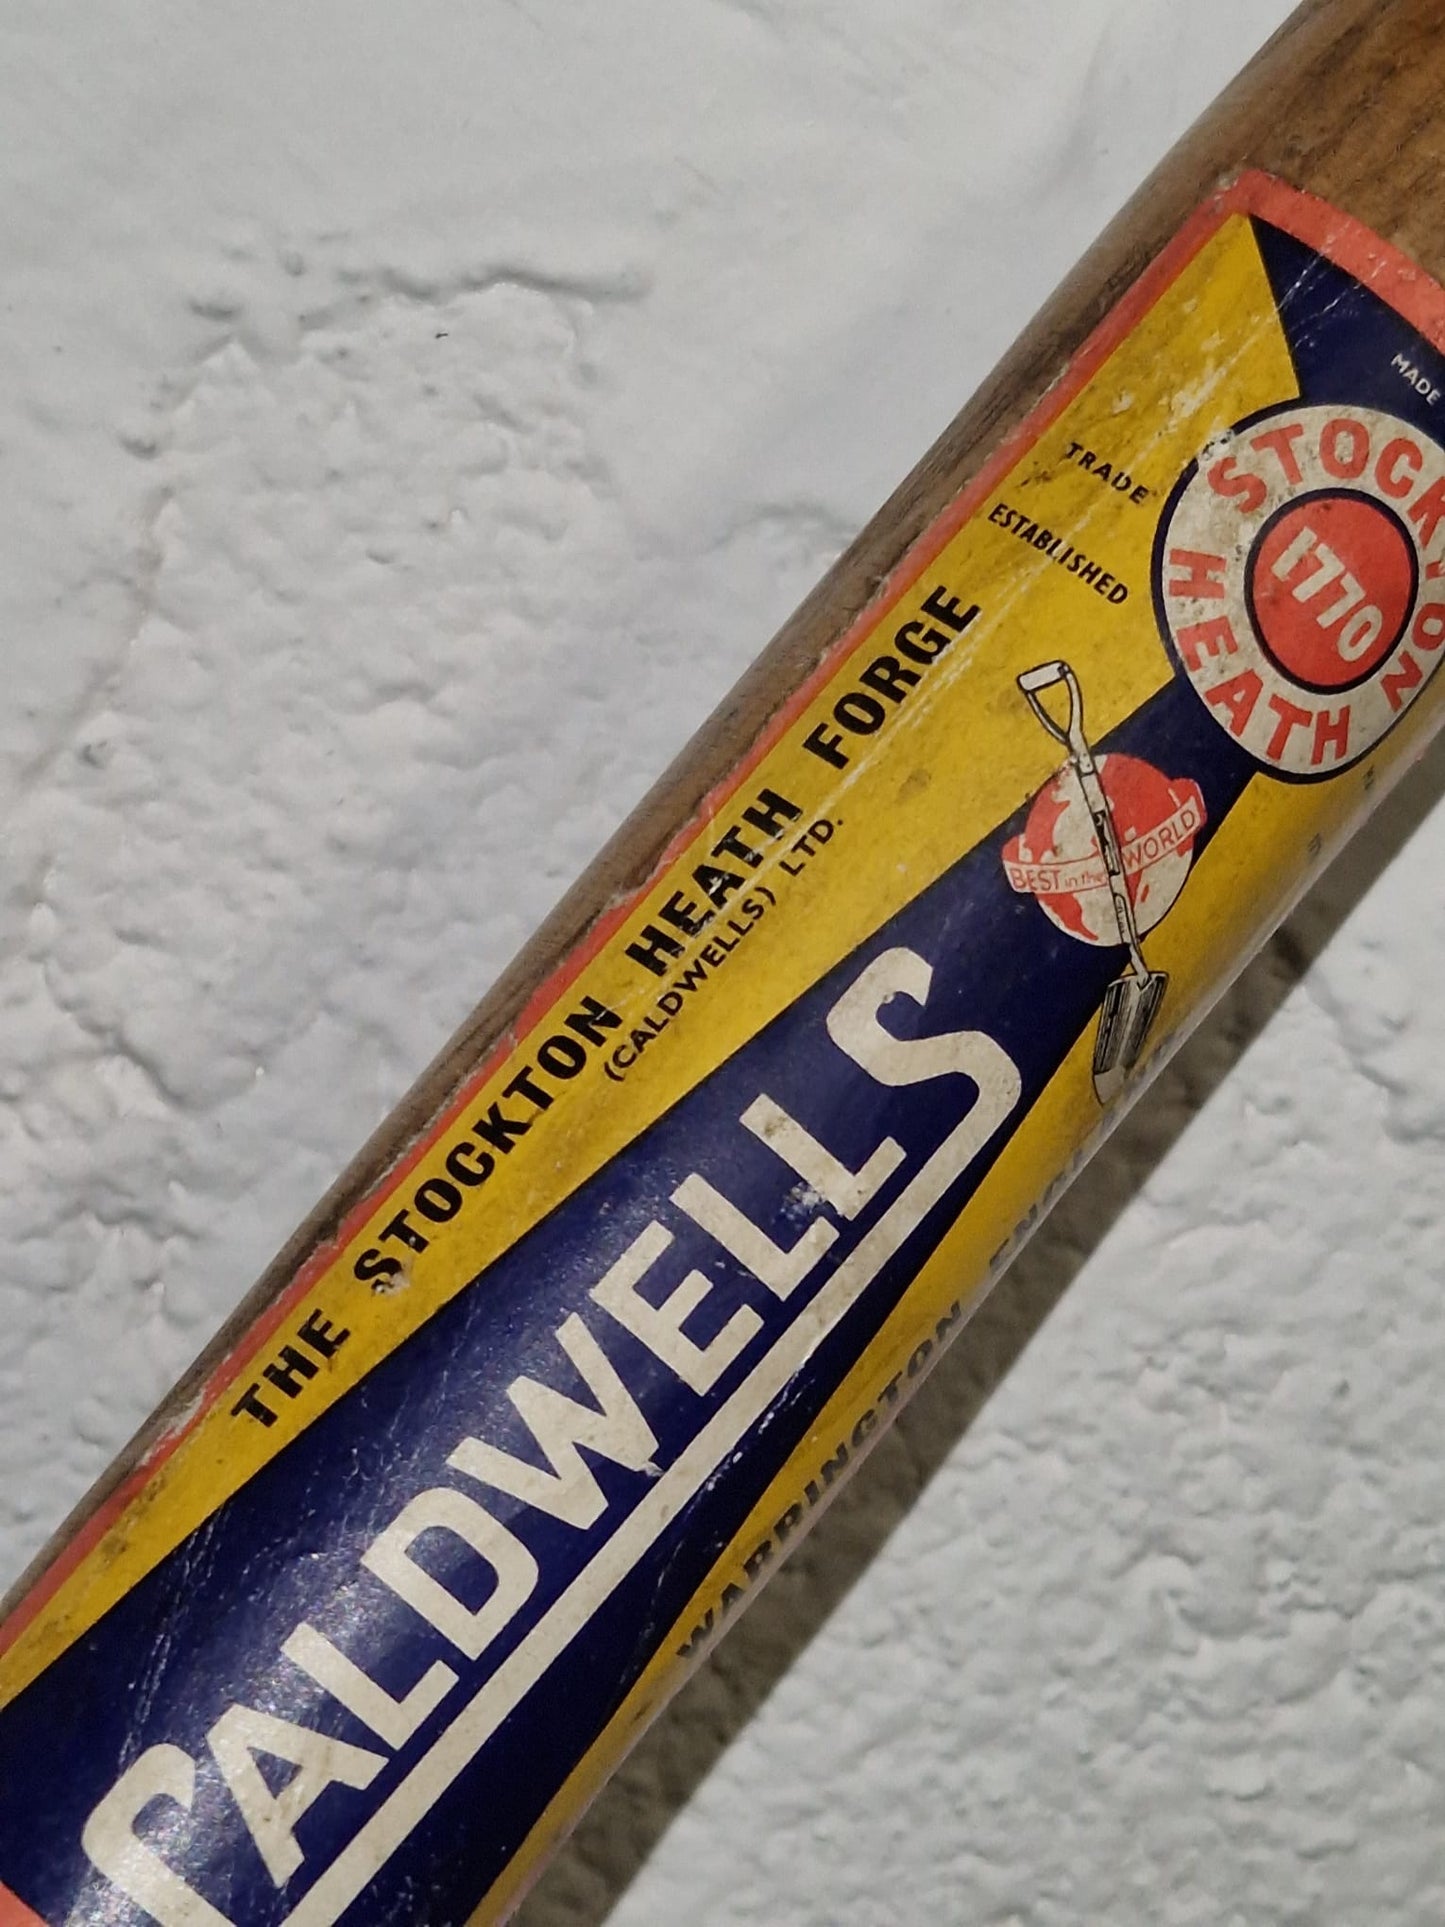 MADE
TRADE
ESTABLISHED
STOCKTON
HEATH
1770
BEST in the WORLD
THE STOCKTON HEATH FORGE
(CALDWELLS) LTD.
CALDWELLS
WARRINGTON